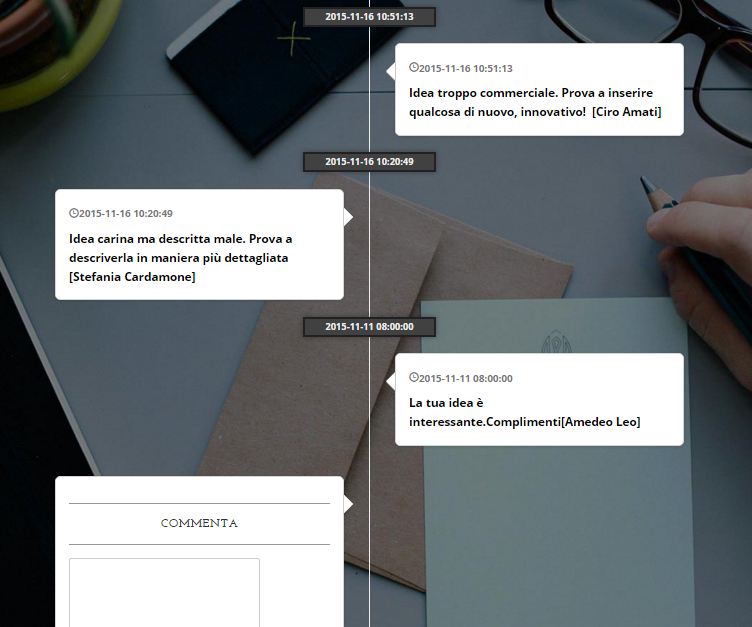 2015-11-16 10:51:13
2015-11-16 10:51:13
Idea troppo commerciale. Prova a inserire
qualcosa di nuovo, innovativo!  [Ciro Amati]
2015-11-16 10:20:49
2015-11-16 10:20:49
Idea carina ma descritta male. Prova a
descriverla in maniera più dettagliata
[Stefania Cardamone]
2015-11-11 08:00:00
2015-11-11 08:00:00
La tua idea è
interessante.Complimenti[Amedeo Leo]
COMMENTA